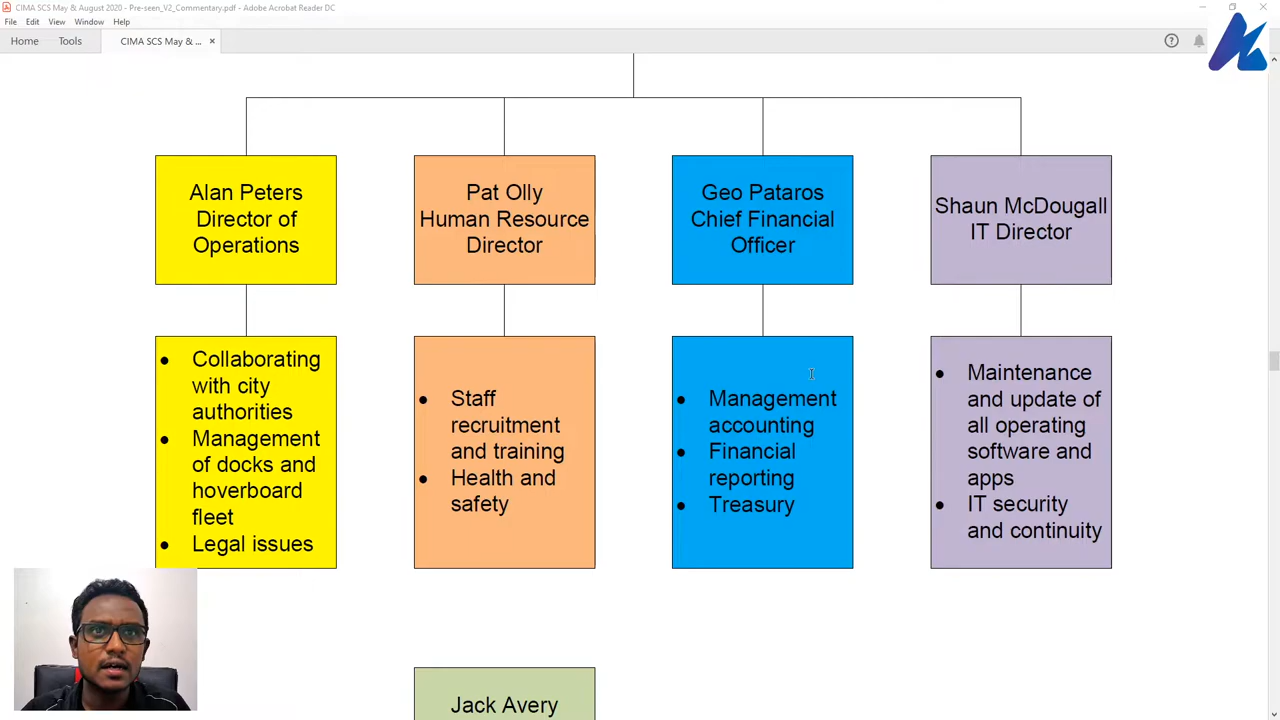 CIMA SCS May & August 2020 - Pre-seen_V2_Commentary.pdf - Adobe Acrobat Reader DC
File Edit View Window Help
Home Tools CIMA SCS May & ... ×
Alan Peters
Director of
Operations
Pat Olly
Human Resource
Director
Geo Pataros
Chief Financial
Officer
Shaun McDougall
IT Director
• Collaborating
with city
authorities
• Management
of docks and
hoverboard
fleet
• Legal issues
• Staff
recruitment
and training
• Health and
safety
• Management
accounting
• Financial
reporting
• Treasury
• Maintenance
and update of
all operating
software and
apps
• IT security
and continuity
Jack Avery